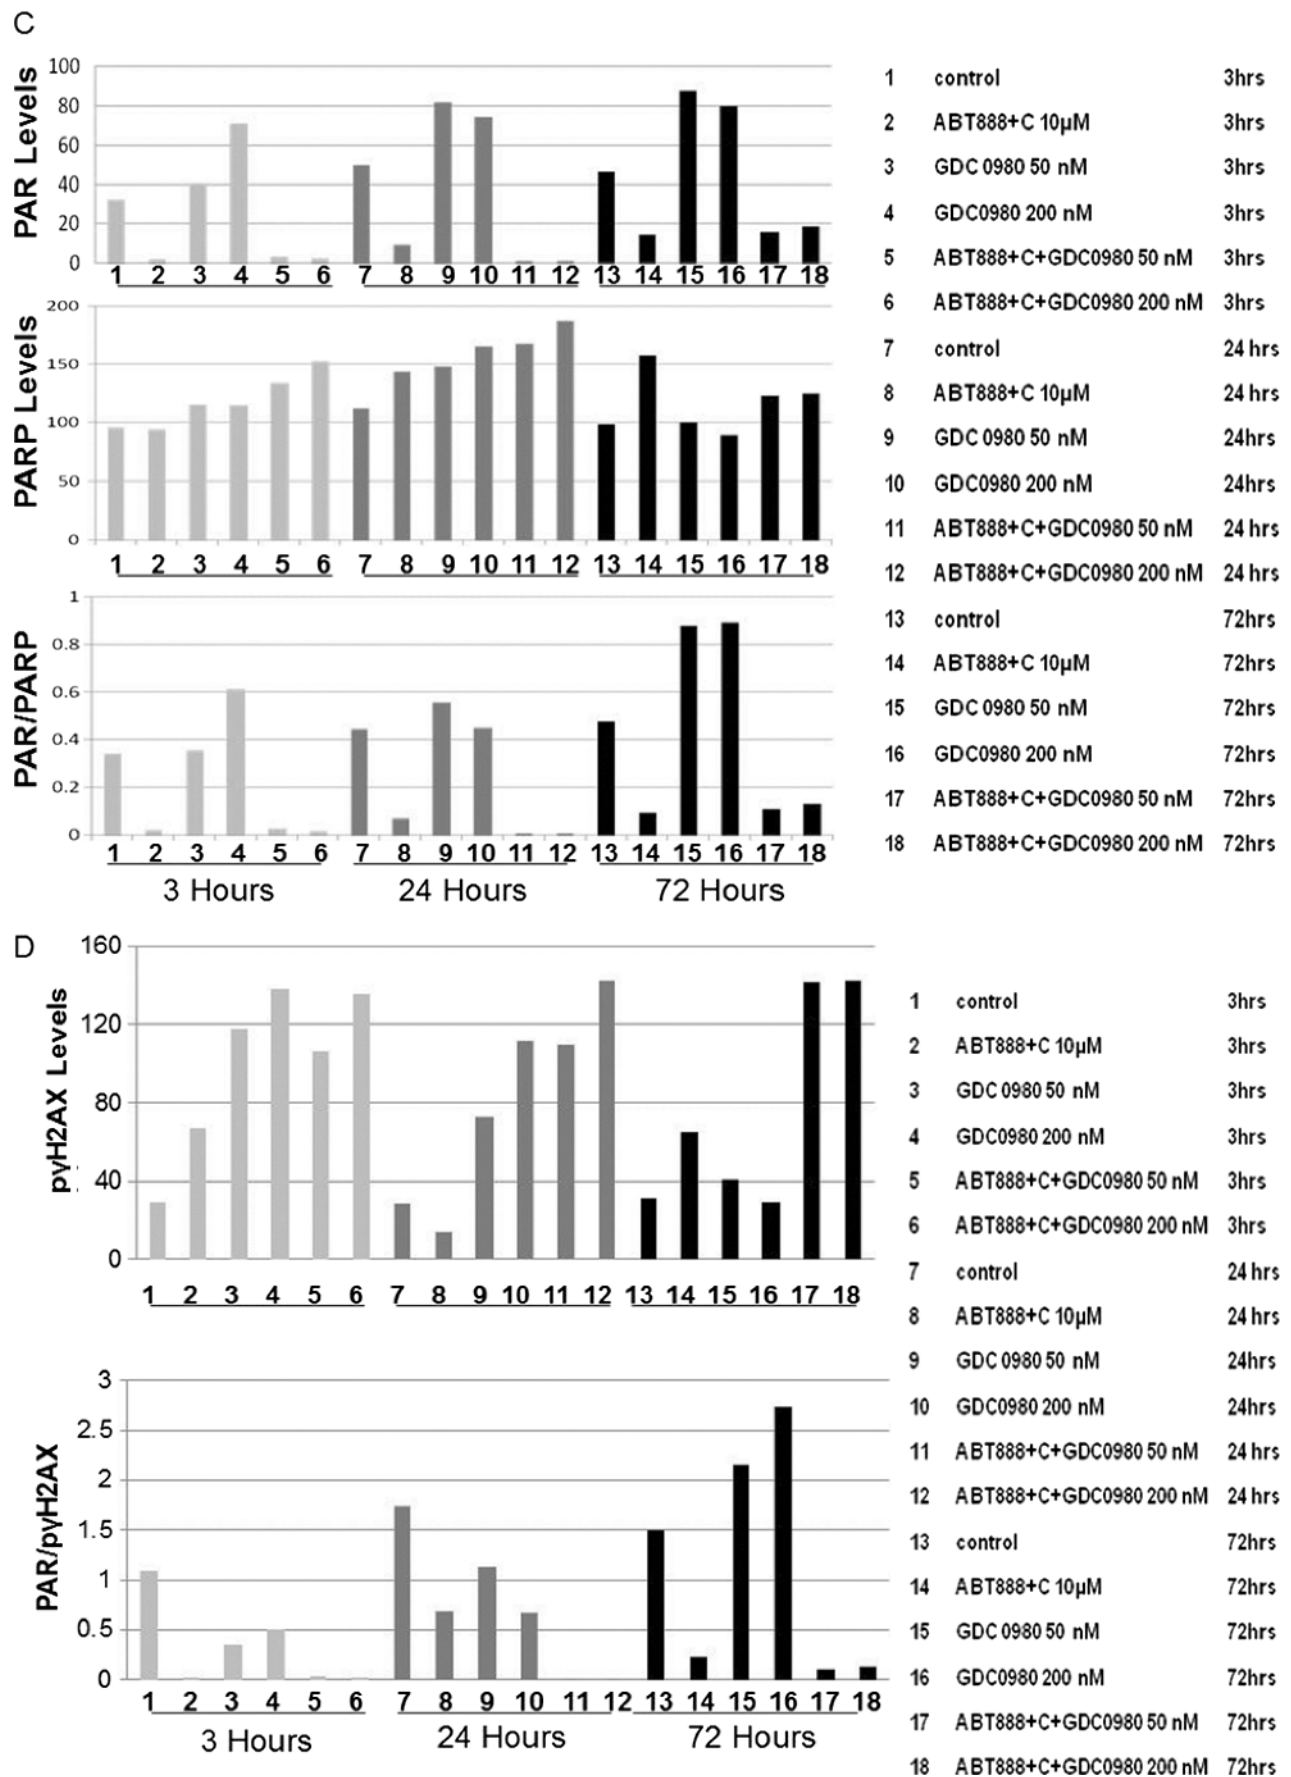 C
PAR Levels
100
80
60
40
20
0
1 2 3 4 5 6 7 8 9 10 11 12 13 14 15 16 17 18
PARP Levels
200
150
100
50
0
1 2 3 4 5 6 7 8 9 10 11 12 13 14 15 16 17 18
PAR/PARP
1
0.8
0.6
0.4
0.2
0
1 2 3 4 5 6 7 8 9 10 11 12 13 14 15 16 17 18
3 Hours 24 Hours 72 Hours
1 control 3hrs
2 ABT888+C 10µM 3hrs
3 GDC 0980 50 nM 3hrs
4 GDC0980 200 nM 3hrs
5 ABT888+C+GDC0980 50 nM 3hrs
6 ABT888+C+GDC0980 200 nM 3hrs
7 control 24 hrs
8 ABT888+C 10µM 24 hrs
9 GDC 0980 50 nM 24hrs
10 GDC0980 200 nM 24hrs
11 ABT888+C+GDC0980 50 nM 24 hrs
12 ABT888+C+GDC0980 200 nM 24 hrs
13 control 72hrs
14 ABT888+C 10µM 72hrs
15 GDC 0980 50 nM 72hrs
16 GDC0980 200 nM 72hrs
17 ABT888+C+GDC0980 50 nM 72hrs
18 ABT888+C+GDC0980 200 nM 72hrs
D
pγH2AX Levels
160
120
80
40
0
1 2 3 4 5 6 7 8 9 10 11 12 13 14 15 16 17 18
PAR/pγH2AX
3
2.5
2
1.5
1
0.5
0
1 2 3 4 5 6 7 8 9 10 11 12 13 14 15 16 17 18
3 Hours 24 Hours 72 Hours
1 control 3hrs
2 ABT888+C 10µM 3hrs
3 GDC 0980 50 nM 3hrs
4 GDC0980 200 nM 3hrs
5 ABT888+C+GDC0980 50 nM 3hrs
6 ABT888+C+GDC0980 200 nM 3hrs
7 control 24 hrs
8 ABT888+C 10µM 24 hrs
9 GDC 0980 50 nM 24hrs
10 GDC0980 200 nM 24hrs
11 ABT888+C+GDC0980 50 nM 24 hrs
12 ABT888+C+GDC0980 200 nM 24 hrs
13 control 72hrs
14 ABT888+C 10µM 72hrs
15 GDC 0980 50 nM 72hrs
16 GDC0980 200 nM 72hrs
17 ABT888+C+GDC0980 50 nM 72hrs
18 ABT888+C+GDC0980 200 nM 72hrs